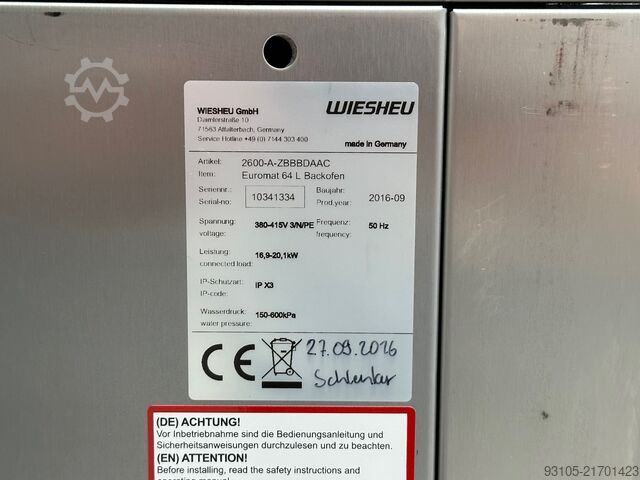 WIESHEU GmbH
Daimlerstraße 10
71563 Affalterbach, Germany
Service Hotline +49 (0) 7144 303 400
WIESHEU
made in Germany
Artikel: 2600-A-ZBBBDAAC
Item: Euromat 64 L Backofen
Seriennr.: Baujahr:
Serial-no: 10341334 Prod.year: 2016-09
Spannung: 380-415V 3/N/PE Frequenz: 50 Hz
voltage: frequency:
Leistung: 16,9-20,1kW
connected load:
IP-Schutzart: IP X3
IP-code:
Wasserdruck: 150-600kPa
water pressure:
CE
27.09.2016
(DE) ACHTUNG!
Vor Inbetriebnahme sind die Bedienungsanleitung und
Sicherheitsanweisungen durchzulesen und zu beachten.
(EN) ATTENTION!
Before installing, read the safety instructions and
operating manual
93105-21701423